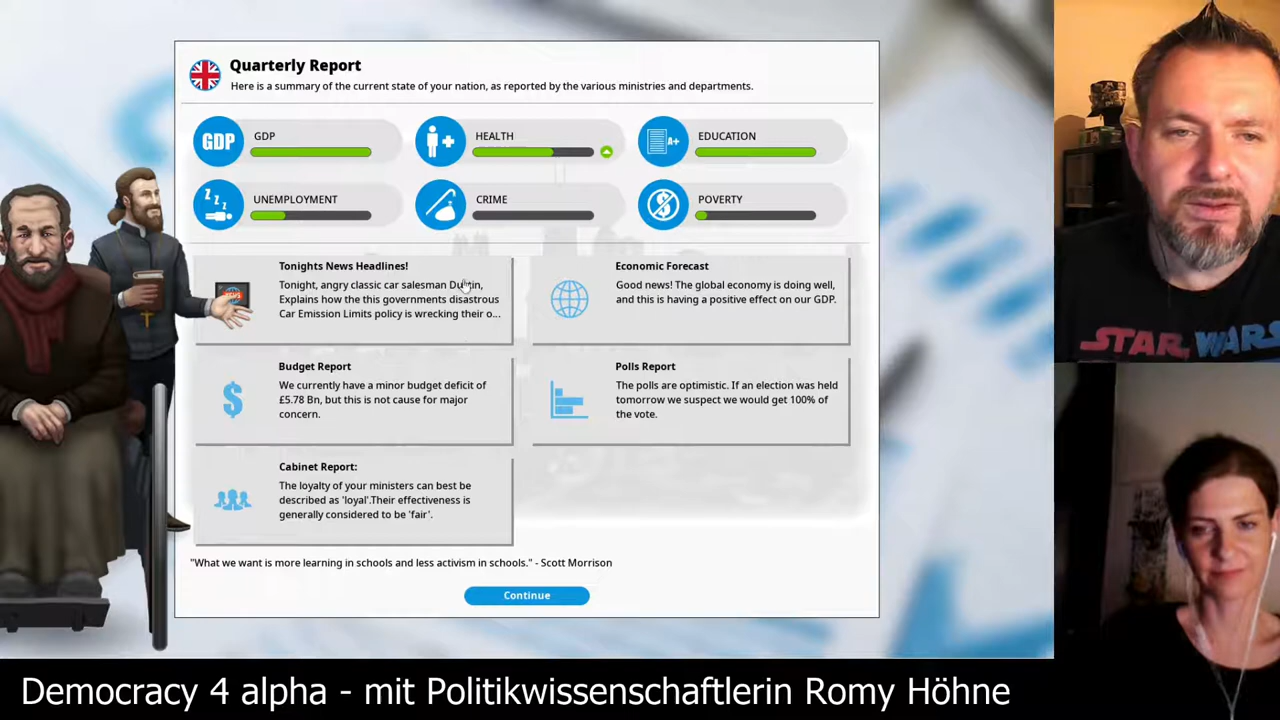 Quarterly Report
Here is a summary of the current state of your nation, as reported by the various ministries and departments.
GDP
GDP
HEALTH
A+
EDUCATION
Z Z Z
UNEMPLOYMENT
CRIME
POVERTY
Tonights News Headlines!
Tonight, angry classic car salesman
Explains how the this governments disastrous
Car Emission Limits policy is wrecking their o...
NEWS
Economic Forecast
Good news! The global economy is doing well,
and this is having a positive effect on our GDP.
Budget Report
We currently have a minor budget deficit of
£5.78 Bn, but this is not cause for major
concern.
$
Polls Report
The polls are optimistic. If an election was held
tomorrow we suspect we would get 100% of
the vote.
Cabinet Report:
The loyalty of your ministers can best be
described as 'loyal'.Their effectiveness is
generally considered to be 'fair'.
"What we want is more learning in schools and less activism in schools." - Scott Morrison
Continue
STAR WARS
Democracy 4 alpha - mit Politikwissenschaftlerin Romy Höhne